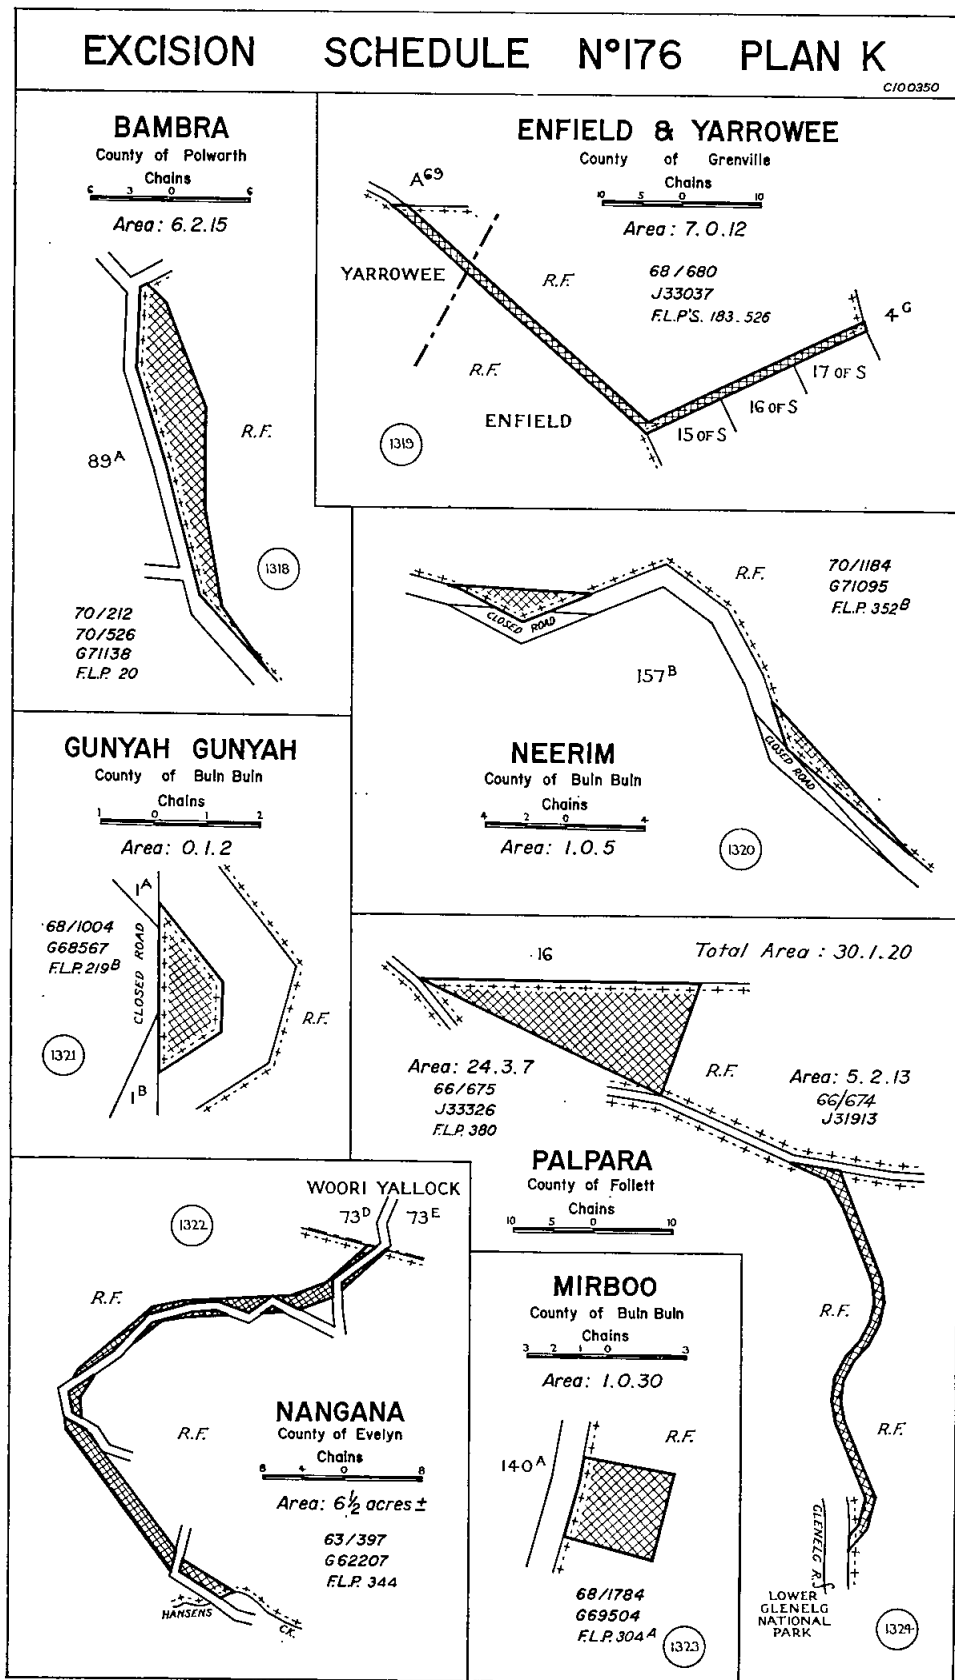 EXCISION SCHEDULE Nº176 PLAN K
C100350
BAMBRA
County of Polwarth
Chains
6 3 0 6
Area: 6.2.15
89A
R.F.
1318
70/212
70/526
G71138
F.L.P. 20
ENFIELD & YARROWEE
County of Grenville
Chains
10 5 0 10
Area: 7.0.12
A69
YARROWEE
R.F.
68/680
J33037
F.L.P'S. 183.526
4G
R.F.
17 OF S
16 OF S
15 OF S
ENFIELD
1319
R.F.
70/1184
G71095
F.L.P. 352B
CLOSED ROAD
157B
CLOSED ROAD
NEERIM
County of Buln Buln
Chains
4 2 0 4
Area: 1.0.5
1320
GUNYAH GUNYAH
County of Buln Buln
Chains
1 0 1 2
Area: 0.1.2
1A
68/1004
G68567
F.L.P. 219B
CLOSED ROAD
R.F.
1321
1B
16
Total Area : 30.1.20
Area: 24.3.7
66/675
J33326
F.L.P. 380
R.F.
Area: 5.2.13
66/674
J31913
PALPARA
County of Follett
Chains
10 5 0 10
R.F.
R.F.
GLENELG R.
LOWER
GLENELG
NATIONAL
PARK
1324
WOORI YALLOCK
73D 73E
1322
R.F.
R.F.
NANGANA
County of Evelyn
Chains
8 4 0 8
Area: 6½ acres ±
63/397
G62207
F.L.P. 344
HANSENS CK.
MIRBOO
County of Buln Buln
Chains
3 2 1 0 3
Area: 1.0.30
140A
R.F.
68/1784
G69504
F.L.P. 304A
1323